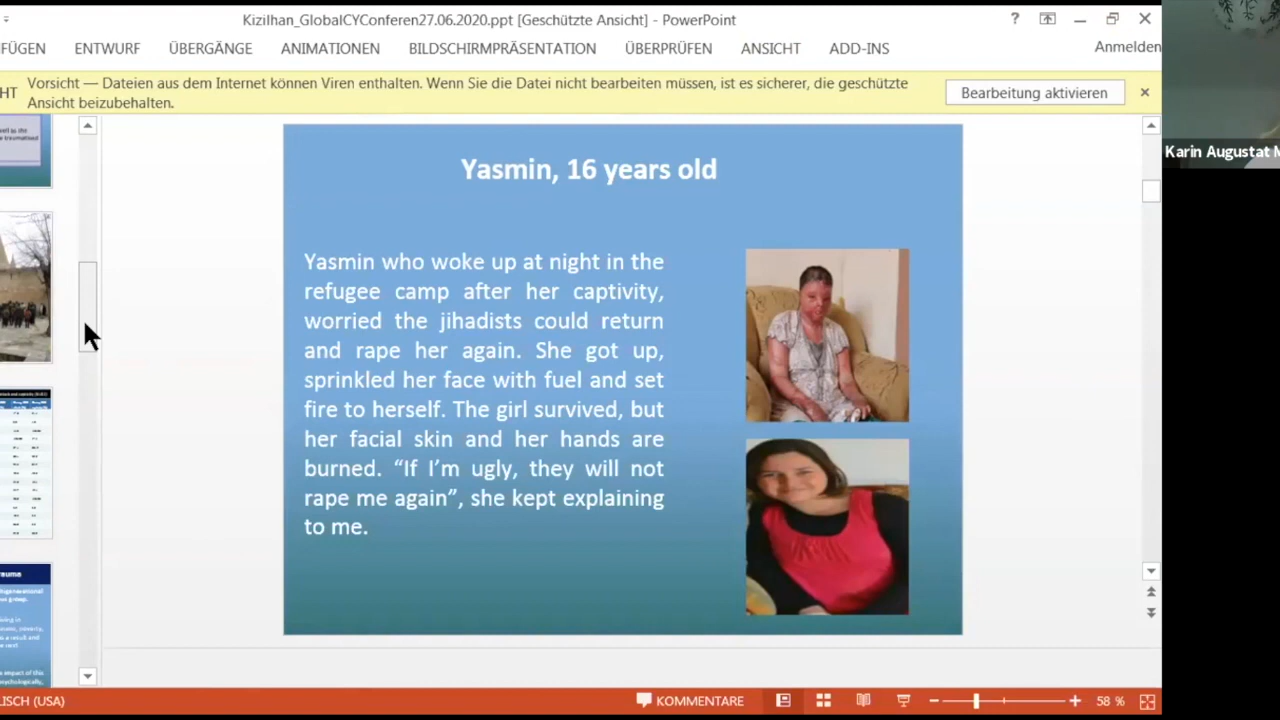 Kizilhan_GlobalCYConferen27.06.2020.ppt [Geschützte Ansicht] - PowerPoint
FÜGEN ENTWURF ÜBERGÄNGE ANIMATIONEN BILDSCHIRMPRÄSENTATION ÜBERPRÜFEN ANSICHT ADD-INS Anmelden
HT Vorsicht — Dateien aus dem Internet können Viren enthalten. Wenn Sie die Datei nicht bearbeiten müssen, ist es sicherer, die geschützte
Ansicht beizubehalten.
Bearbeitung aktivieren
Karin Augustat M
Yasmin, 16 years old
Yasmin who woke up at night in the
refugee camp after her captivity,
worried the jihadists could return
and rape her again. She got up,
sprinkled her face with fuel and set
fire to herself. The girl survived, but
her facial skin and her hands are
burned. “If I’m ugly, they will not
rape me again”, she kept explaining
to me.
LISCH (USA) KOMMENTARE 58 %